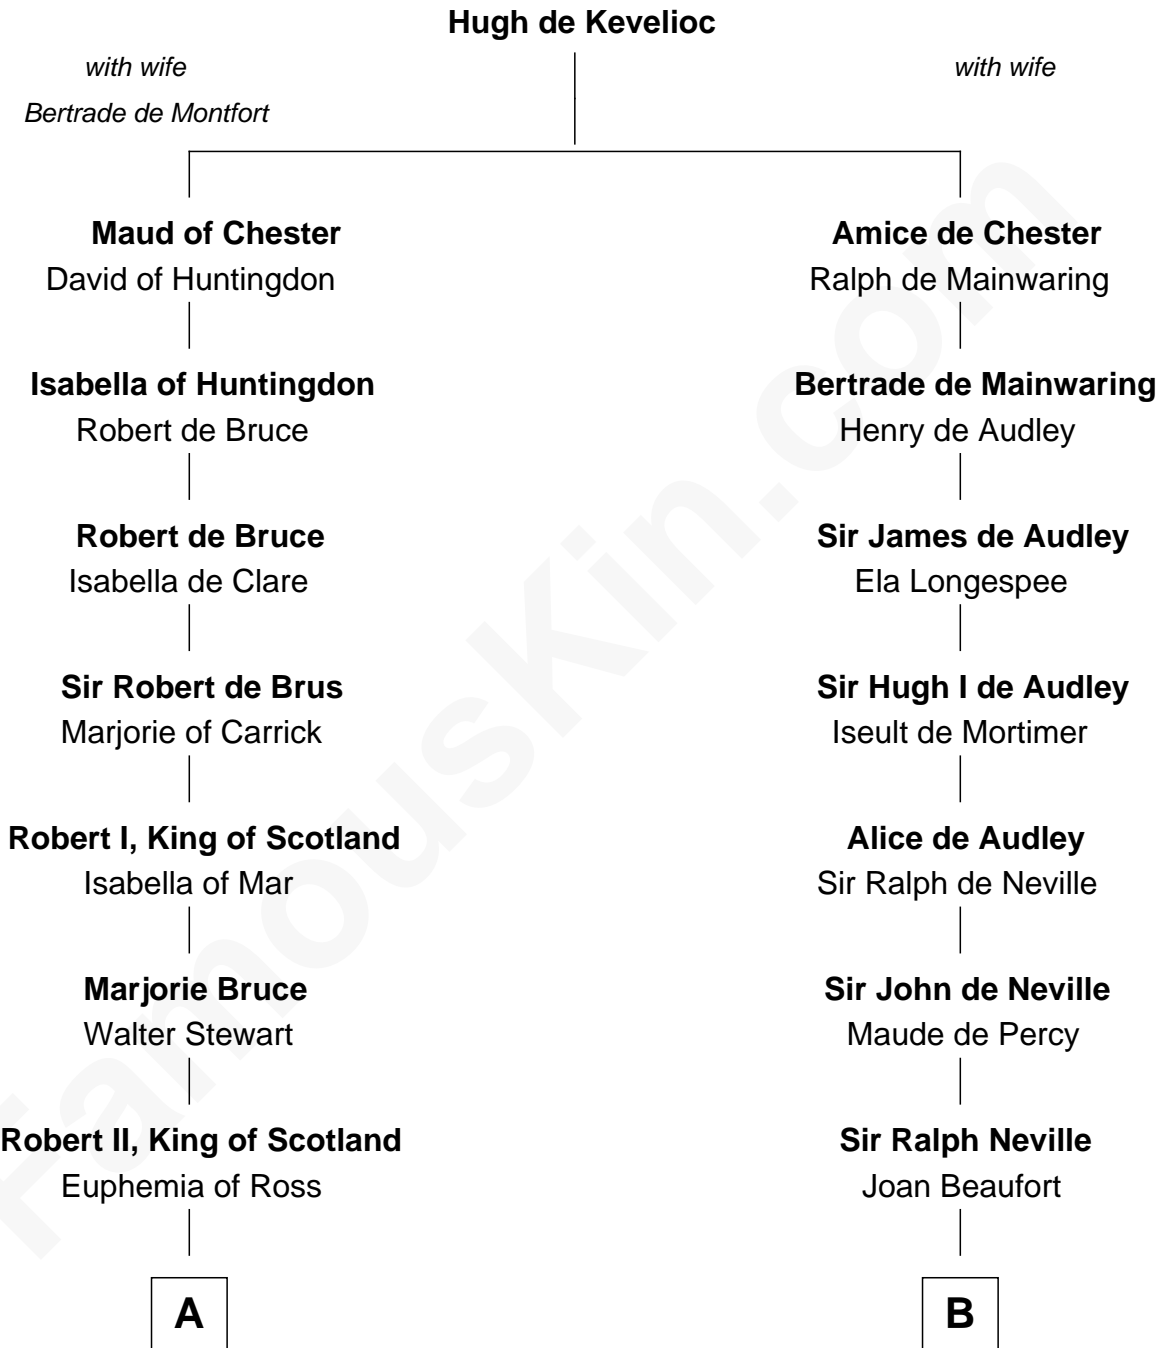 Hugh de Kevelioc
with wife
Bertrade de Montfort
with wife
Maud of Chester
David of Huntingdon
Amice de Chester
Ralph de Mainwaring
Isabella of Huntingdon
Robert de Bruce
Bertrade de Mainwaring
Henry de Audley
Robert de Bruce
Isabella de Clare
Sir James de Audley
Ela Longespee
Sir Robert de Brus
Marjorie of Carrick
Sir Hugh I de Audley
Iseult de Mortimer
Robert I, King of Scotland
Isabella of Mar
Alice de Audley
Sir Ralph de Neville
Marjorie Bruce
Walter Stewart
Sir John de Neville
Maude de Percy
Robert II, King of Scotland
Euphemia of Ross
Sir Ralph Neville
Joan Beaufort
A
B
FamousKin.com